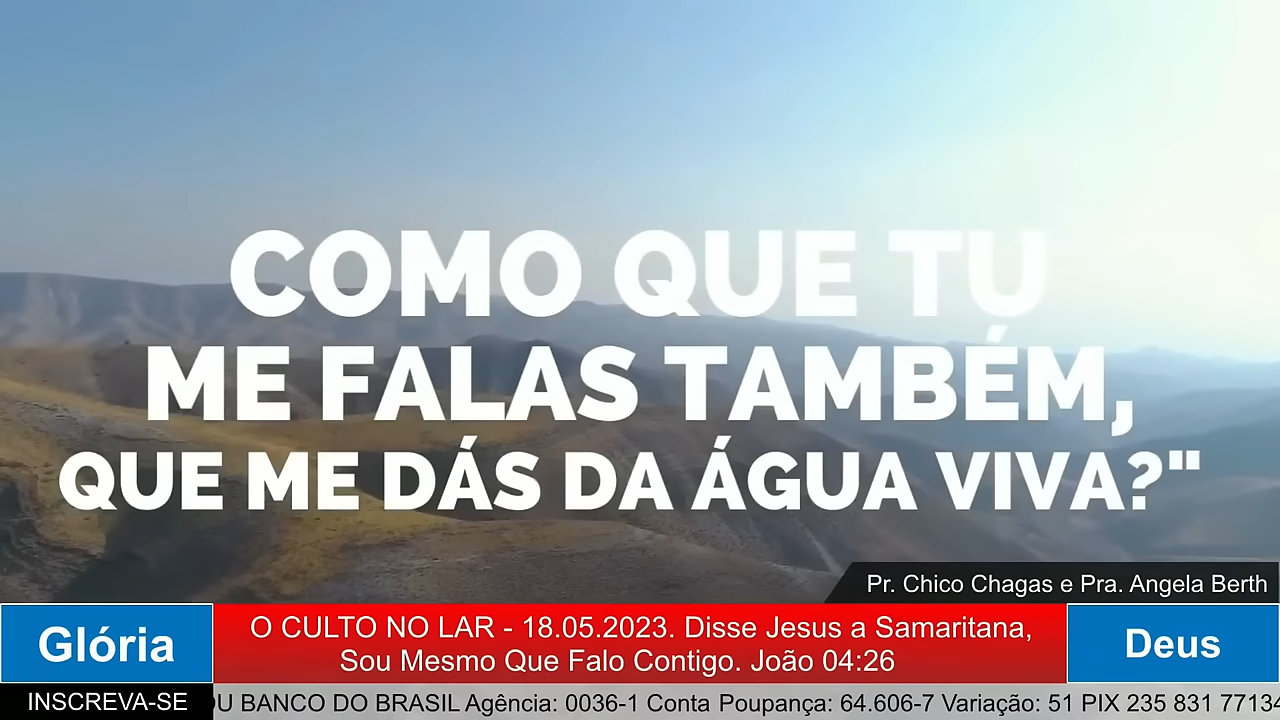 COMO QUE TU
ME FALAS TAMBÉM,
QUE ME DÁS DA ÁGUA VIVA?"
Pr. Chico Chagas e Pra. Angela Berth
Glória
O CULTO NO LAR - 18.05.2023. Disse Jesus a Samaritana,
Sou Mesmo Que Falo Contigo. João 04:26
Deus
INSCREVA-SE
OU BANCO DO BRASIL Agência: 0036-1 Conta Poupança: 64.606-7 Variação: 51 PIX 235 831 77134